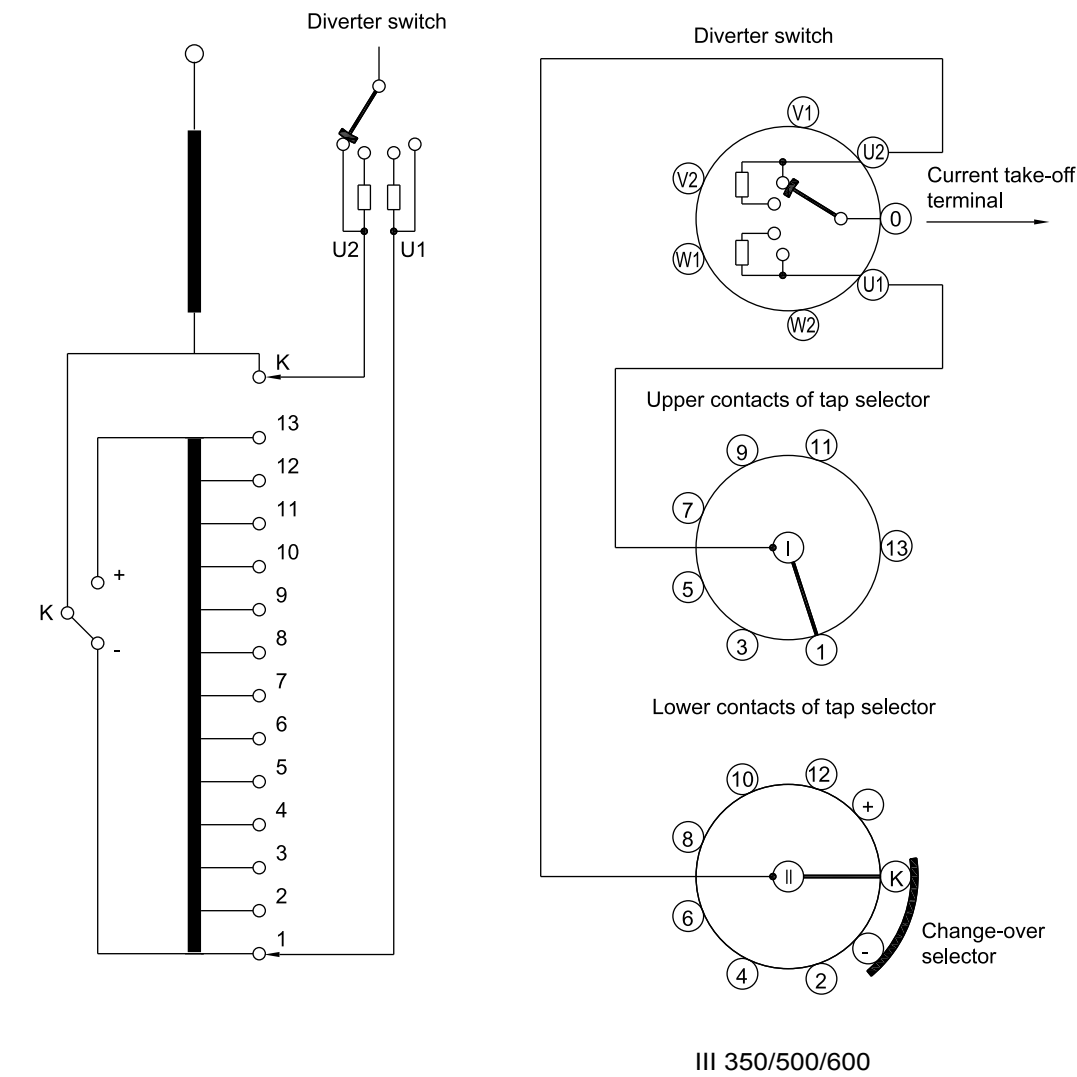 Diverter switch
U2
U1
K
13
12
11
10
9
8
7
6
5
4
3
2
1
+
K
-
Diverter switch
V1
U2
V2
0
W1
U1
W2
Current take-off
terminal
Upper contacts of tap selector
9
11
7
I
13
5
3
1
Lower contacts of tap selector
10
12
+
8
II
K
6
-
4
2
Change-over
selector
III 350/500/600